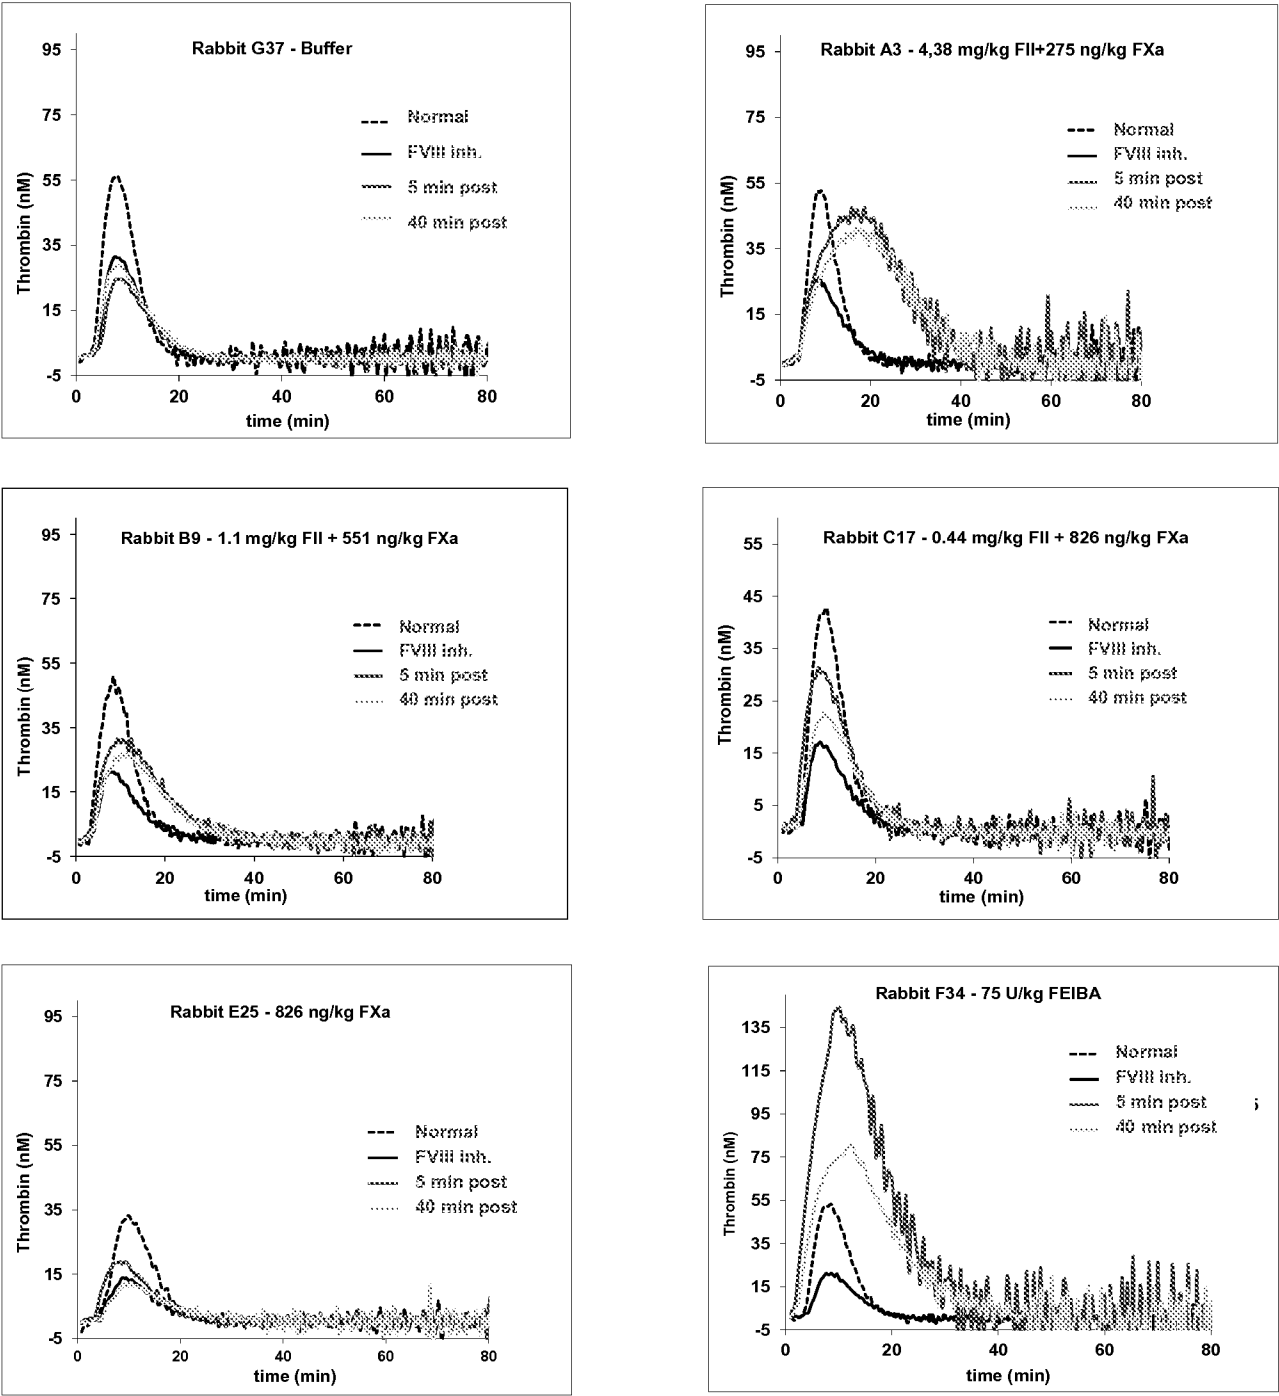 Rabbit G37 - Buffer
95
75
55
35
15
-5
Thrombin (nM)
Normal
FVIII inh.
5 min post
40 min post
0 20 40 60 80
time (min)
Rabbit A3 - 4,38 mg/kg FII+275 ng/kg FXa
95
75
55
35
15
-5
Thrombin (nM)
Normal
FVIII inh.
5 min post
40 min post
0 20 40 60 80
time (min)
Rabbit B9 - 1.1 mg/kg FII + 551 ng/kg FXa
95
75
55
35
15
-5
Thrombin (nM)
Normal
FVIII inh.
5 min post
40 min post
0 20 40 60 80
time (min)
Rabbit C17 - 0.44 mg/kg FII + 826 ng/kg FXa
55
45
35
25
15
5
-5
Thrombin (nM)
Normal
FVIII inh.
5 min post
40 min post
0 20 40 60 80
time (min)
Rabbit E25 - 826 ng/kg FXa
95
75
55
35
15
-5
Thrombin (nM)
Normal
FVIII inh.
5 min post
40 min post
0 20 40 60 80
time (min)
Rabbit F34 - 75 U/kg FEIBA
135
115
95
75
55
35
15
-5
Thrombin (nM)
Normal
FVIII inh.
5 min post
40 min post
0 20 40 60 80
time (min)